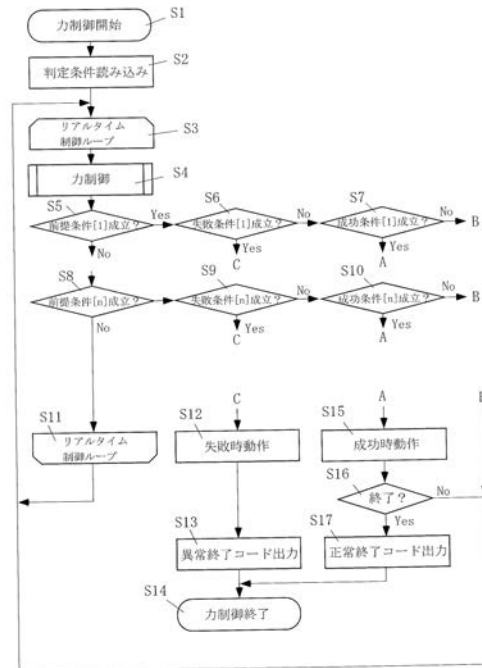 力制御開始
S1
判定条件読み込み
S2
リアルタイム
制御ループ
S3
力制御
S4
S5
前提条件[1]成立?
Yes
No
S6
失敗条件[1]成立?
No
Yes
C
S7
成功条件[1]成立?
No
B
Yes
A
S8
前提条件[n]成立?
No
S9
失敗条件[n]成立?
No
Yes
C
S10
成功条件[n]成立?
No
B
Yes
A
S11
リアルタイム
制御ループ
C
S12
失敗時動作
A
S15
成功時動作
S16
終了?
No
Yes
S13
異常終了コード出力
S17
正常終了コード出力
S14
力制御終了